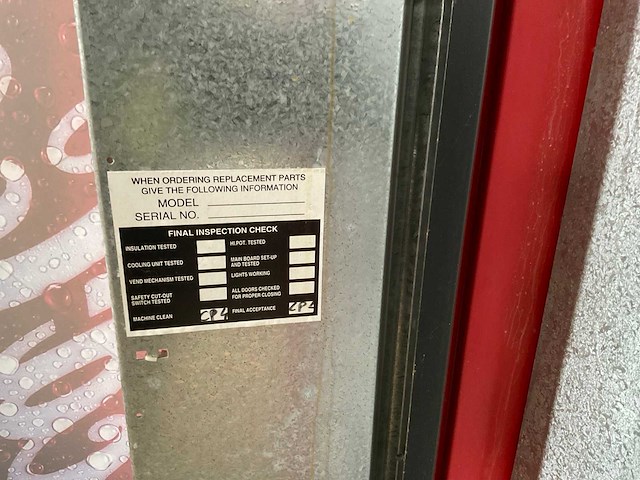 WHEN ORDERING REPLACEMENT PARTS
GIVE THE FOLLOWING INFORMATION
MODEL
SERIAL NO.
FINAL INSPECTION CHECK
INSULATION TESTED
HI.POT. TESTED
COOLING UNIT TESTED
MAIN BOARD SET-UP
AND TESTED
VEND MECHANISM TESTED
LIGHTS WORKING
SAFETY CUT-OUT
SWITCH TESTED
ALL DOORS CHECKED
FOR PROPER CLOSING
MACHINE CLEAN
FINAL ACCEPTANCE